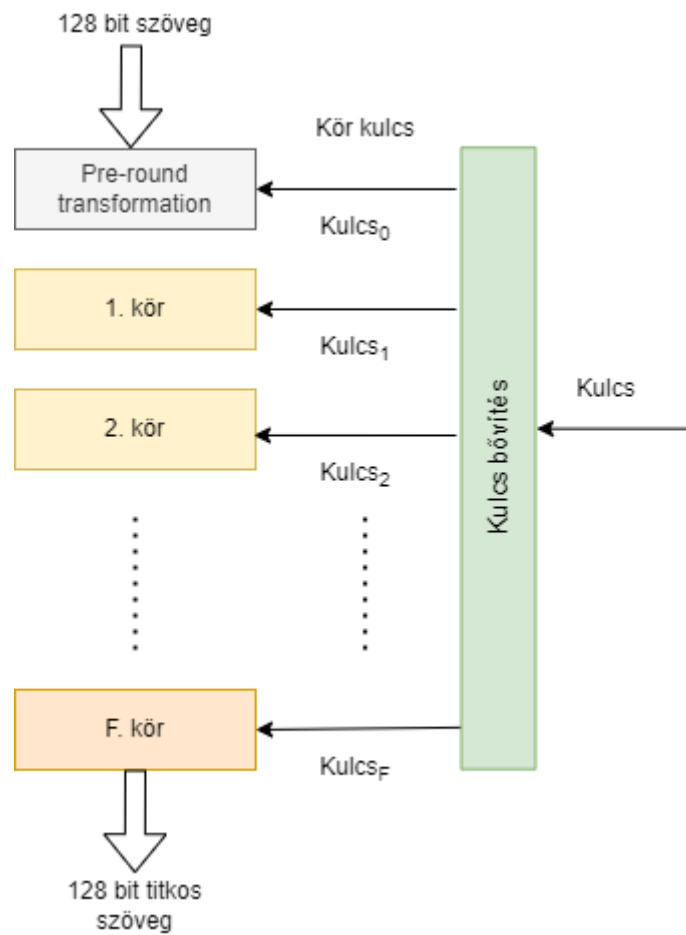 128 bit szöveg
Kör kulcs
Pre-round
transformation
Kulcs0
1. kör
Kulcs1
Kulcs
2. kör
Kulcs2
Kulcs bővítés
F. kör
KulcsF
128 bit titkos
szöveg